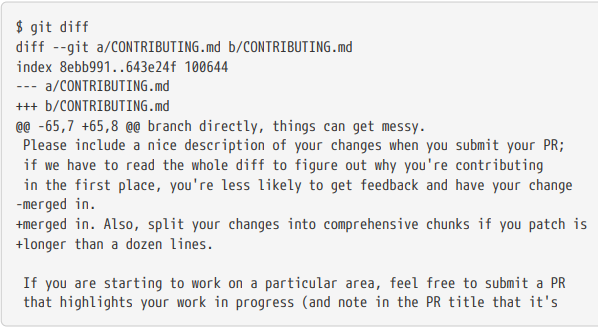 $ git diff
diff --git a/CONTRIBUTING.md b/CONTRIBUTING.md
index 8ebb991..643e24f 100644
--- a/CONTRIBUTING.md
+++ b/CONTRIBUTING.md
@@ -65,7 +65,8 @@ branch directly, things can get messy.
 Please include a nice description of your changes when you submit your PR;
 if we have to read the whole diff to figure out why you're contributing
 in the first place, you're less likely to get feedback and have your change
-merged in.
+merged in. Also, split your changes into comprehensive chunks if you patch is
+longer than a dozen lines.

 If you are starting to work on a particular area, feel free to submit a PR
 that highlights your work in progress (and note in the PR title that it's